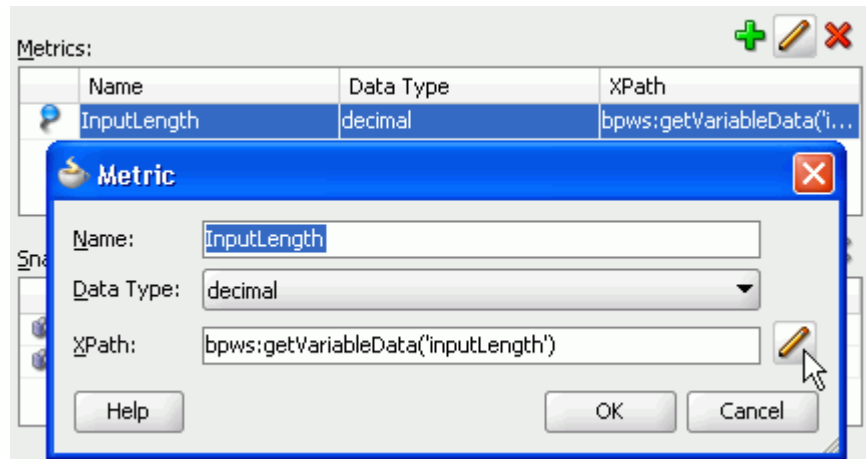 Metrics:
Name Data Type XPath
InputLength decimal bpws:getVariableData('i...
Metric
Name: InputLength
Sna
Data Type: decimal
XPath: bpws:getVariableData('inputLength')
Help OK Cancel